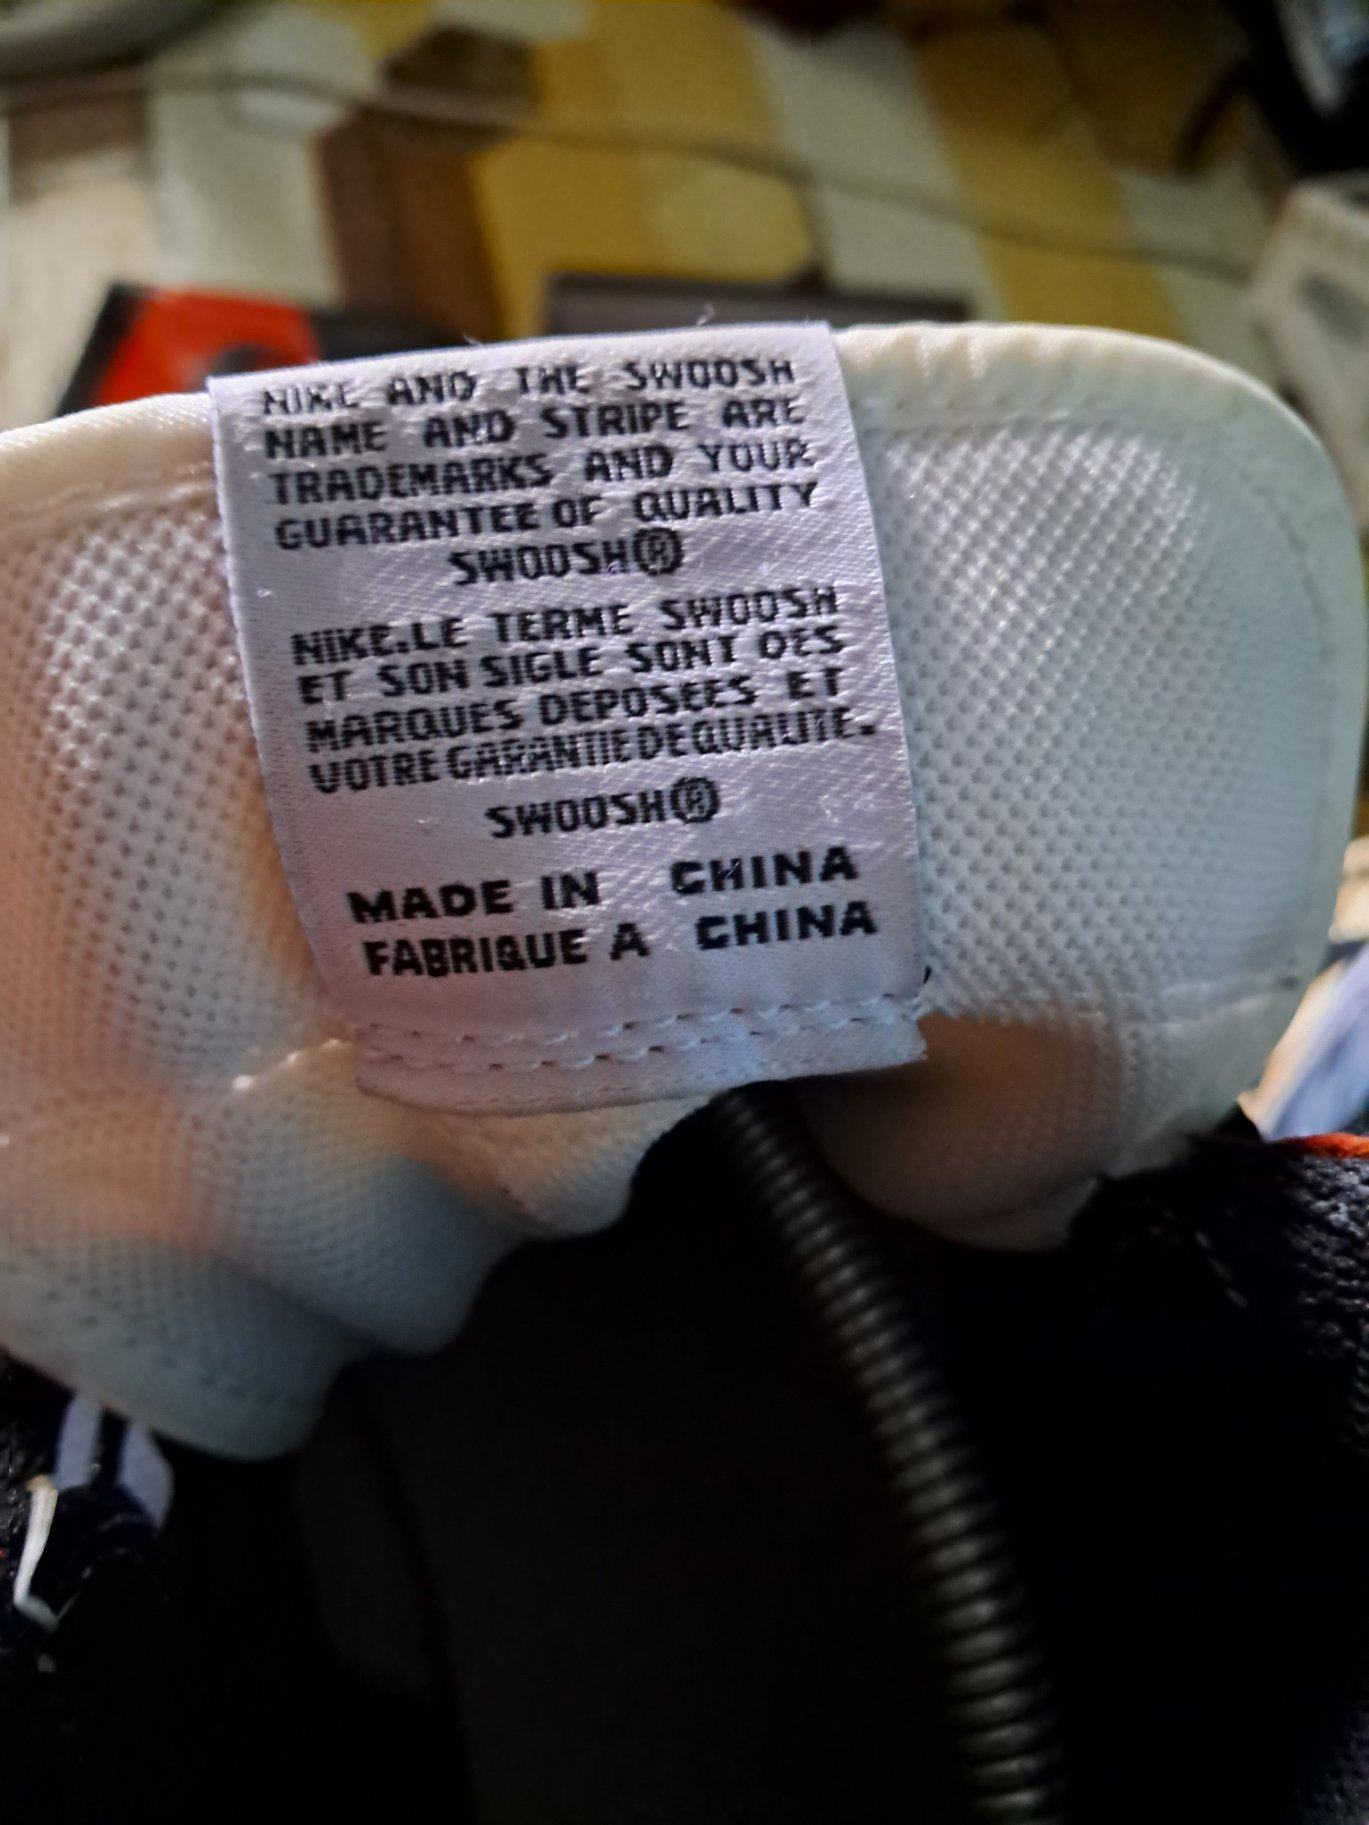 NIKE AND THE SWOOSH
NAME AND STRIPE ARE
TRADEMARKS AND YOUR
GUARANTEE OF QUALITY
SWOOSH®
NIKE.LE TERME SWOOSH
ET SON SIGLE SONT DES
MARQUES DEPOSEES ET
VOTRE GARANTIE DE QUALITE.
SWOOSH®
MADE IN CHINA
FABRIQUE A CHINA